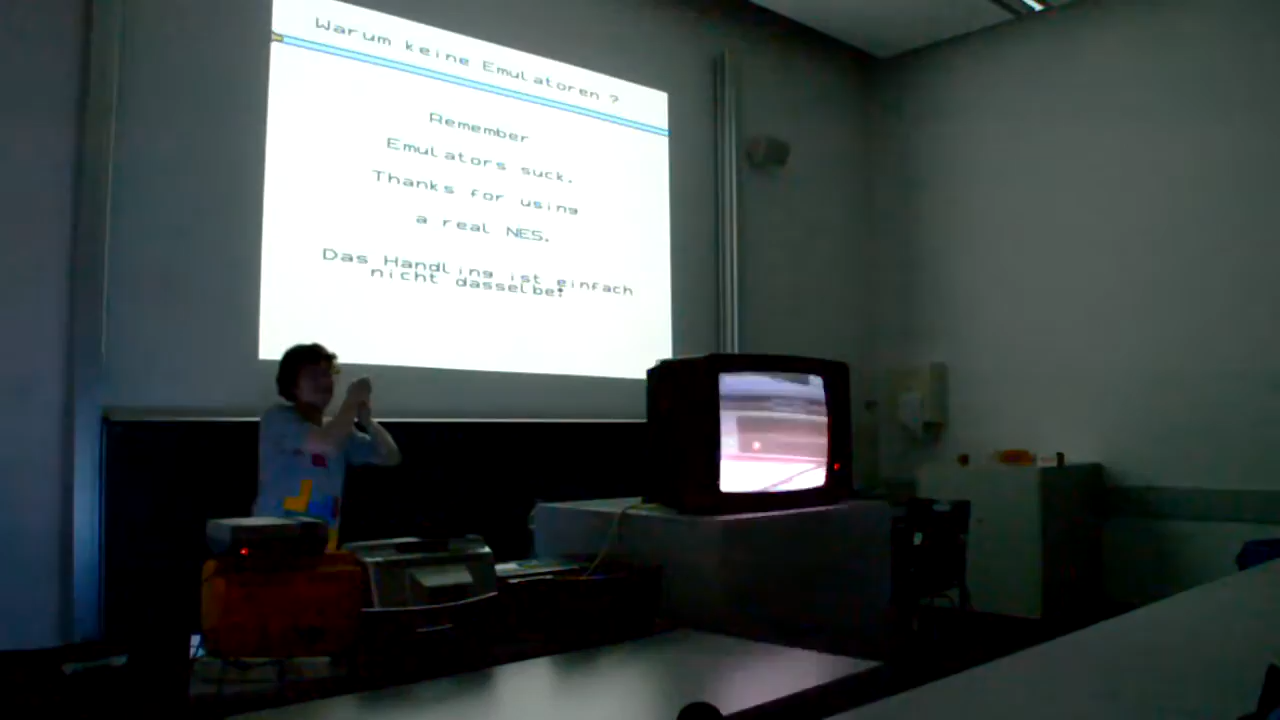 Warum keine Emulatoren ?
Remember
Emulators suck.
Thanks for using
a real NES.
Das Handling ist einfach
nicht dasselbe!